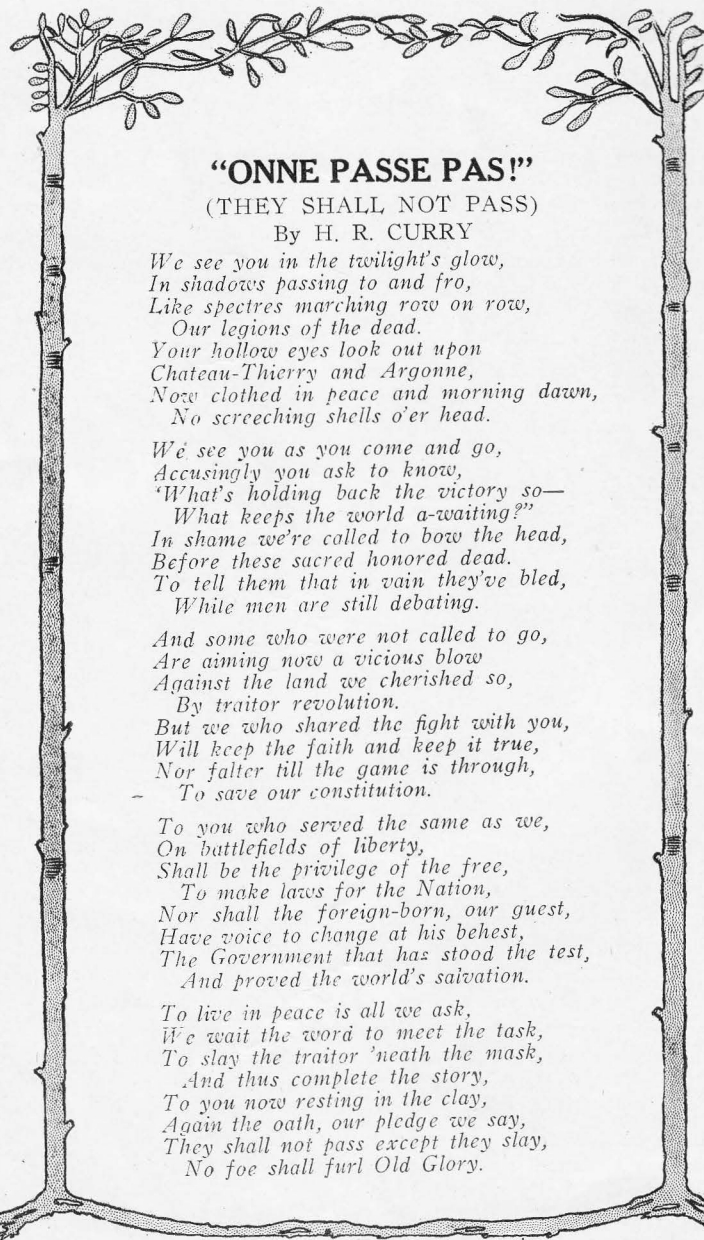 “ONNE PASSE PAS!”
(THEY SHALL NOT PASS)
By H. R. CURRY
We see you in the twilight's glow,
In shadows passing to and fro,
Like spectres marching row on row,
Our legions of the dead.
Your hollow eyes look out upon
Chateau-Thierry and Argonne,
Now clothed in peace and morning dawn,
No screeching shells o'er head.
We see you as you come and go,
Accusingly you ask to know,
'What's holding back the victory so—
What keeps the world a-waiting?”
In shame we're called to bow the head,
Before these sacred honored dead.
To tell them that in vain they've bled,
While men are still debating.
And some who were not called to go,
Are aiming now a vicious blow
Against the land we cherished so,
By traitor revolution.
But we who shared the fight with you,
Will keep the faith and keep it true,
Nor falter till the game is through,
To save our constitution.
To you who served the same as we,
On battlefields of liberty,
Shall be the privilege of the free,
To make laws for the Nation,
Nor shall the foreign-born, our guest,
Have voice to change at his behest,
The Government that has stood the test,
And proved the world's salvation.
To live in peace is all we ask,
We wait the word to meet the task,
To slay the traitor 'neath the mask,
And thus complete the story,
To you now resting in the clay,
Again the oath, our pledge we say,
They shall not pass except they slay,
No foe shall furl Old Glory.